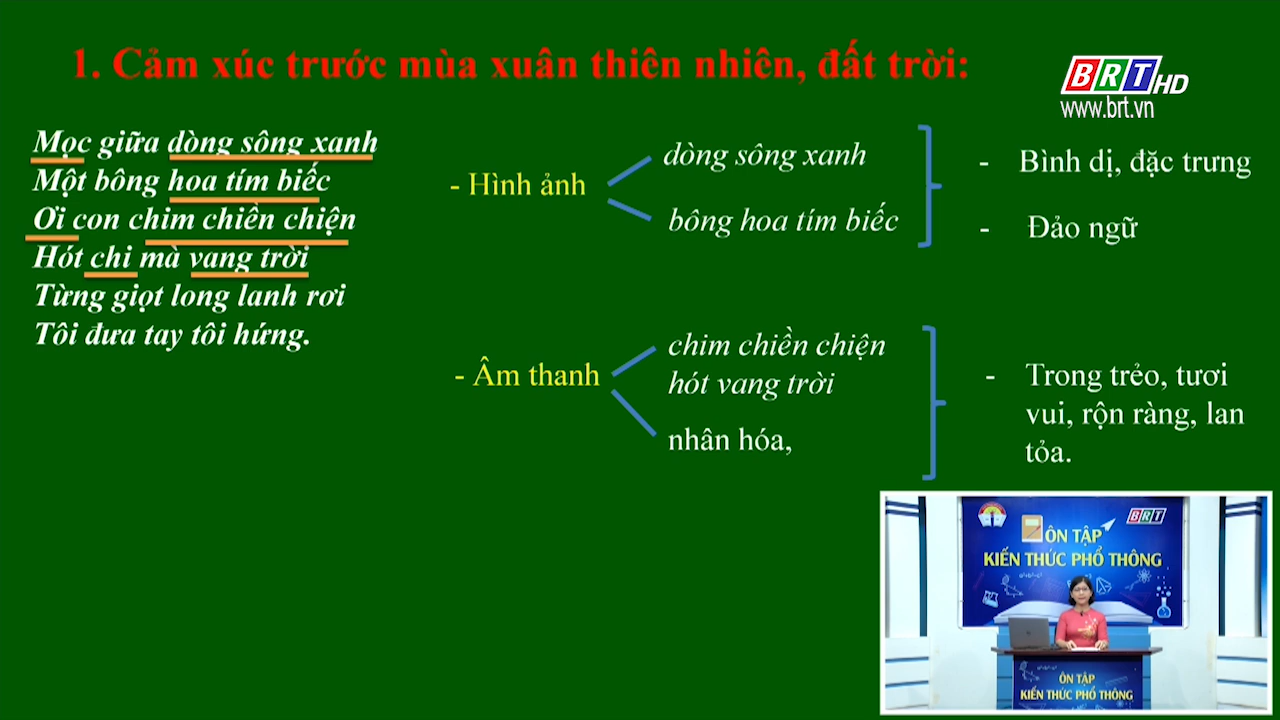 1. Cảm xúc trước mùa xuân thiên nhiên, đất trời:
BRT HD
www.brt.vn
Mọc giữa dòng sông xanh
Một bông hoa tím biếc
Ơi con chim chiền chiện
Hót chi mà vang trời
Từng giọt long lanh rơi
Tôi đưa tay tôi hứng.
- Hình ảnh
dòng sông xanh
bông hoa tím biếc
- Bình dị, đặc trưng
- Đảo ngữ
- Âm thanh
chim chiền chiện
hót vang trời
nhân hóa,
- Trong trẻo, tươi
vui, rộn ràng, lan
tỏa.
BRT
ÔN TẬP
KIẾN THỨC PHỔ THÔNG
ÔN TẬP
KIẾN THỨC PHỔ THÔNG